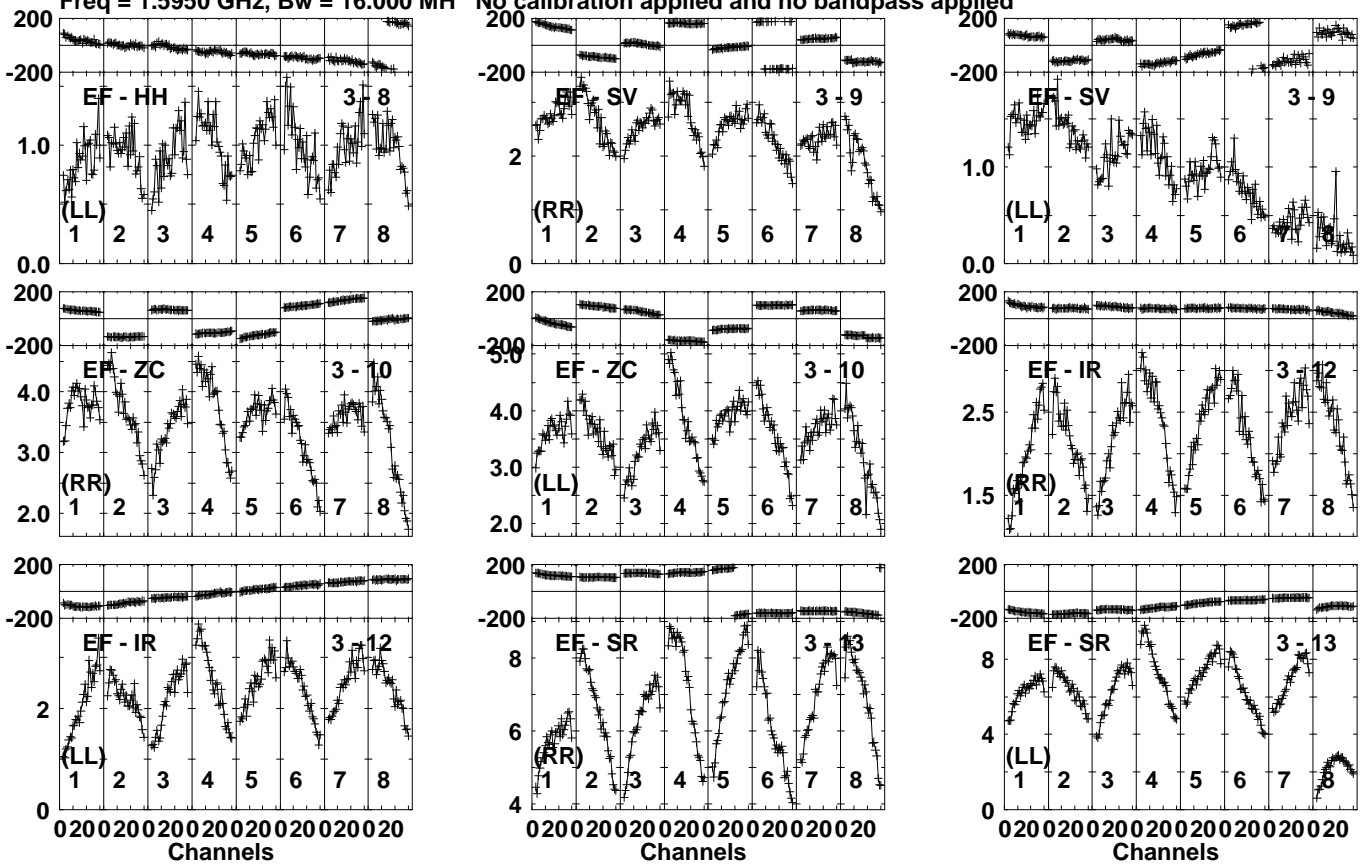 Freq = 1.5950 GHz, Bw = 16.000 MH No calibration applied and no bandpass applied
200 200 200
-200 -200 -200
EF - HH 3 - 8 EF - SV 3 - 9 EF - SV 3 - 9
1.0 2 1.0
(LL) (RR) (LL)
1 2 3 4 5 6 7 8 1 2 3 4 5 6 7 8 1 2 3 4 5 6 7 8
0.0 0 0.0
200 200 200
-200 -200 -200
5.0
EF - ZC 3 - 10 EF - ZC 3 - 10 EF - IR 3 - 12
4.0 4.0 2.5
3.0 3.0
(RR) (LL) (RR)
1.5
1 2 3 4 5 6 7 8 1 2 3 4 5 6 7 8 1 2 3 4 5 6 7 8
2.0 2.0
200 200 200
-200 -200 -200
EF - IR 3 - 12 EF - SR 3 - 13 EF - SR 3 - 13
8 8
2 6 4
(LL) (RR) (LL)
1 2 3 4 5 6 7 8 1 2 3 4 5 6 7 8 1 2 3 4 5 6 7 8
0 4 0
0 20 0 20 0 20 0 20 0 20 0 20 0 20 0 20 0 20 0 20 0 20 0 20 0 20 0 20 0 20 0 20 0 20 0 20 0 20 0 20 0 20 0 20 0 20 0 20
Channels Channels Channels